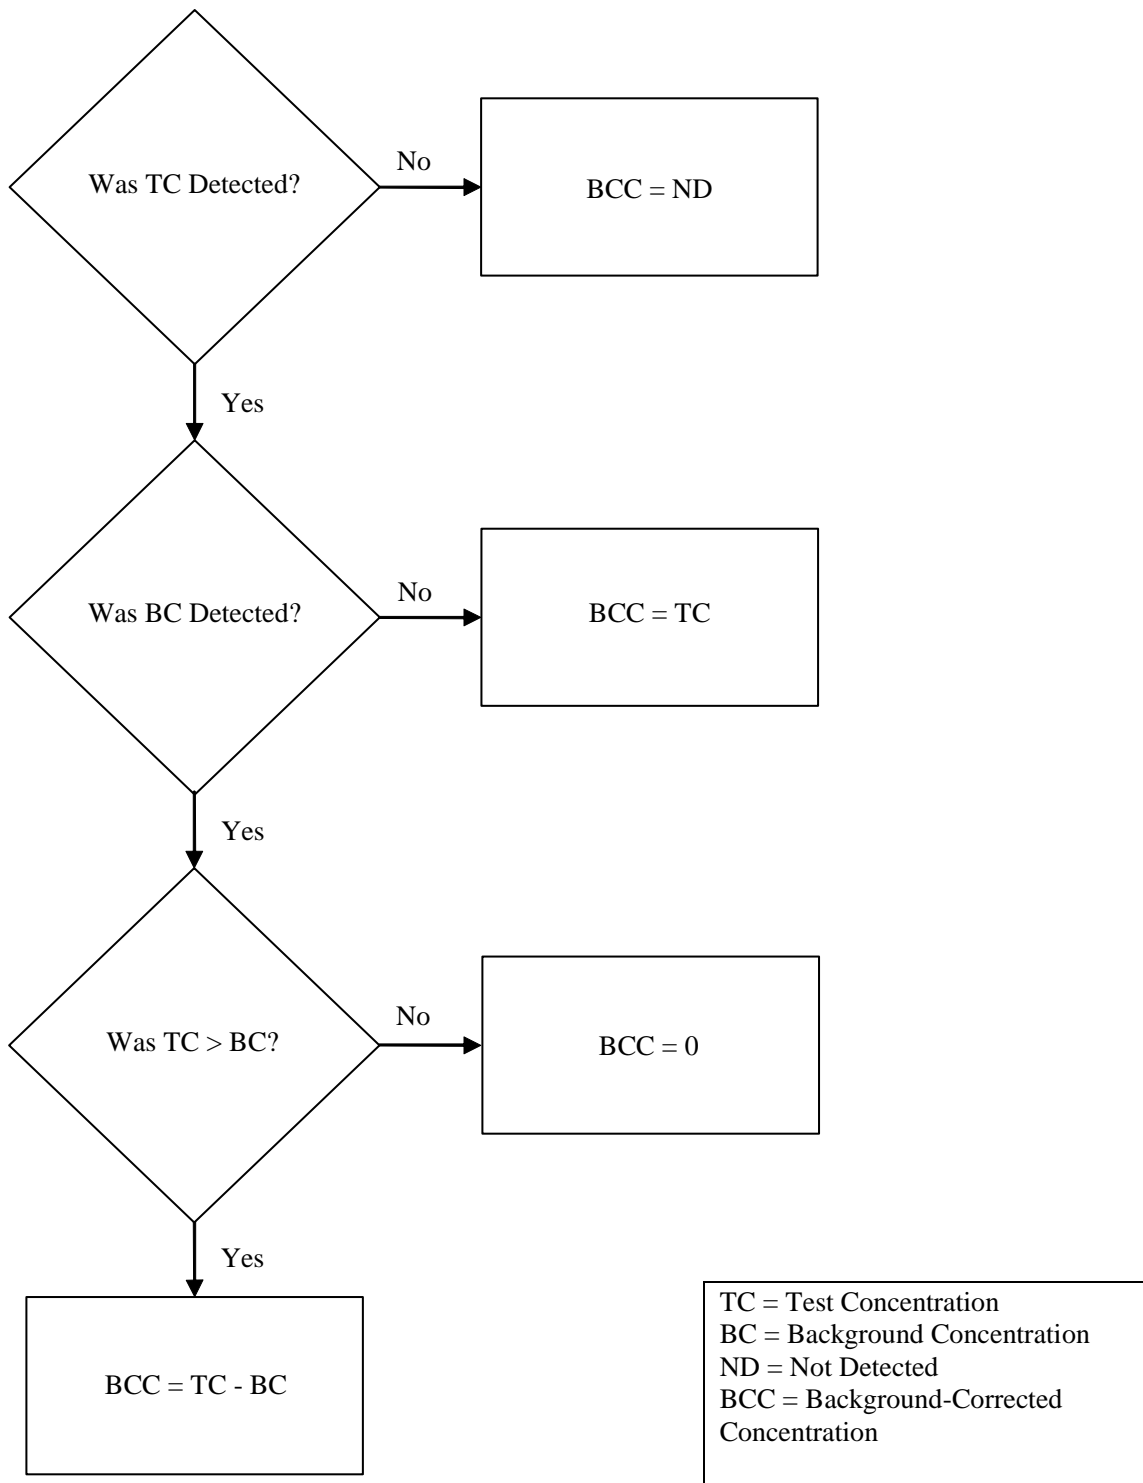 Was TC Detected?
No
BCC = ND
Yes
Was BC Detected?
No
BCC = TC
Yes
Was TC > BC?
No
BCC = 0
Yes
BCC = TC - BC
TC = Test Concentration
BC = Background Concentration
ND = Not Detected
BCC = Background-Corrected
Concentration